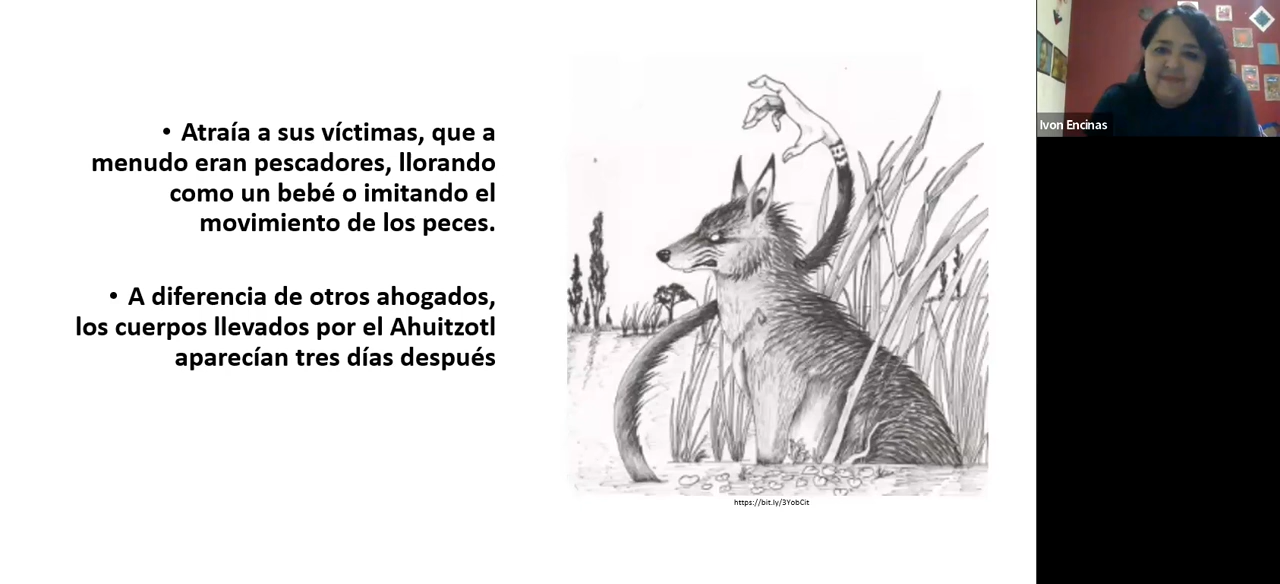 • Atraía a sus víctimas, que a
menudo eran pescadores, llorando
como un bebé o imitando el
movimiento de los peces.
• A diferencia de otros ahogados,
los cuerpos llevados por el Ahuitzotl
aparecían tres días después
https://bit.ly/3YobCit
Ivon Encinas